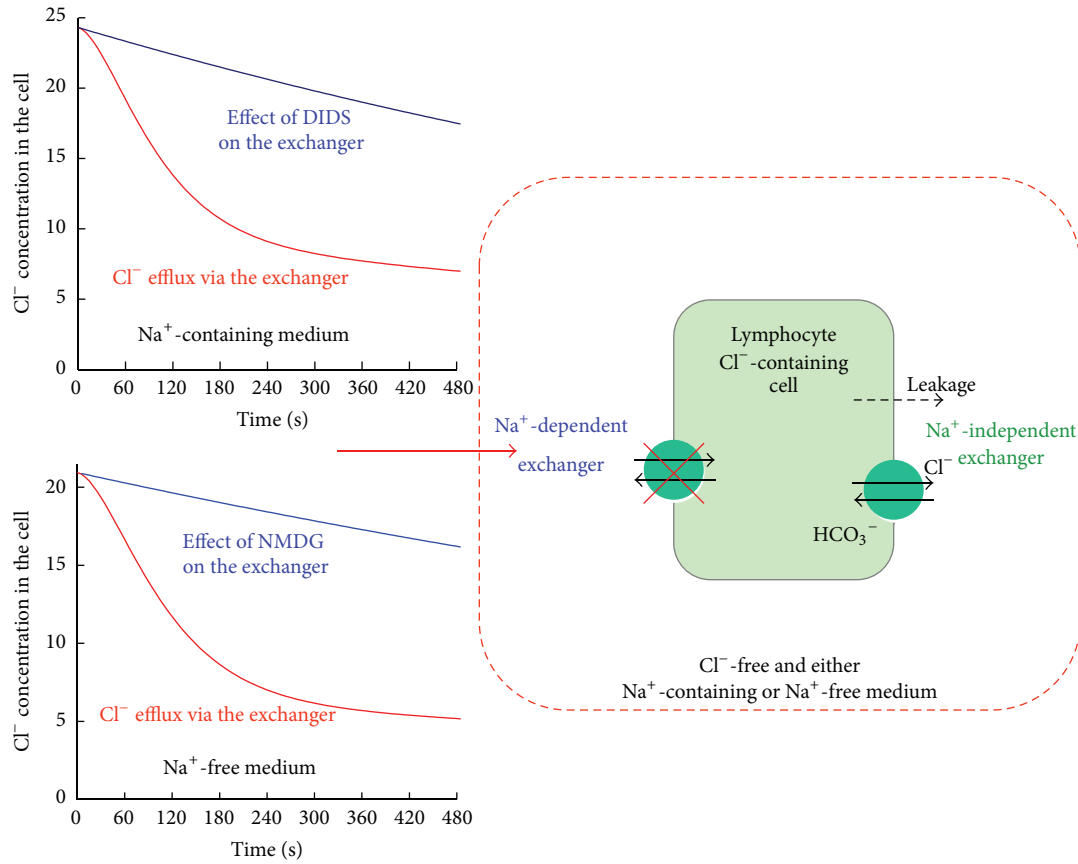 Cl⁻ concentration in the cell
25
20
15
10
5
0
Effect of DIDS
on the exchanger
Cl⁻ efflux via the exchanger
Na⁺-containing medium
0 60 120 180 240 300 360 420 480
Time (s)
Cl⁻ concentration in the cell
20
15
10
5
0
Effect of NMDG
on the exchanger
Cl⁻ efflux via the exchanger
Na⁺-free medium
0 60 120 180 240 300 360 420 480
Time (s)
Lymphocyte
Cl⁻-containing
cell
Leakage
Na⁺-dependent
exchanger
Na⁺-independent
exchanger
Cl⁻
HCO₃⁻
Cl⁻-free and either
Na⁺-containing or Na⁺-free medium